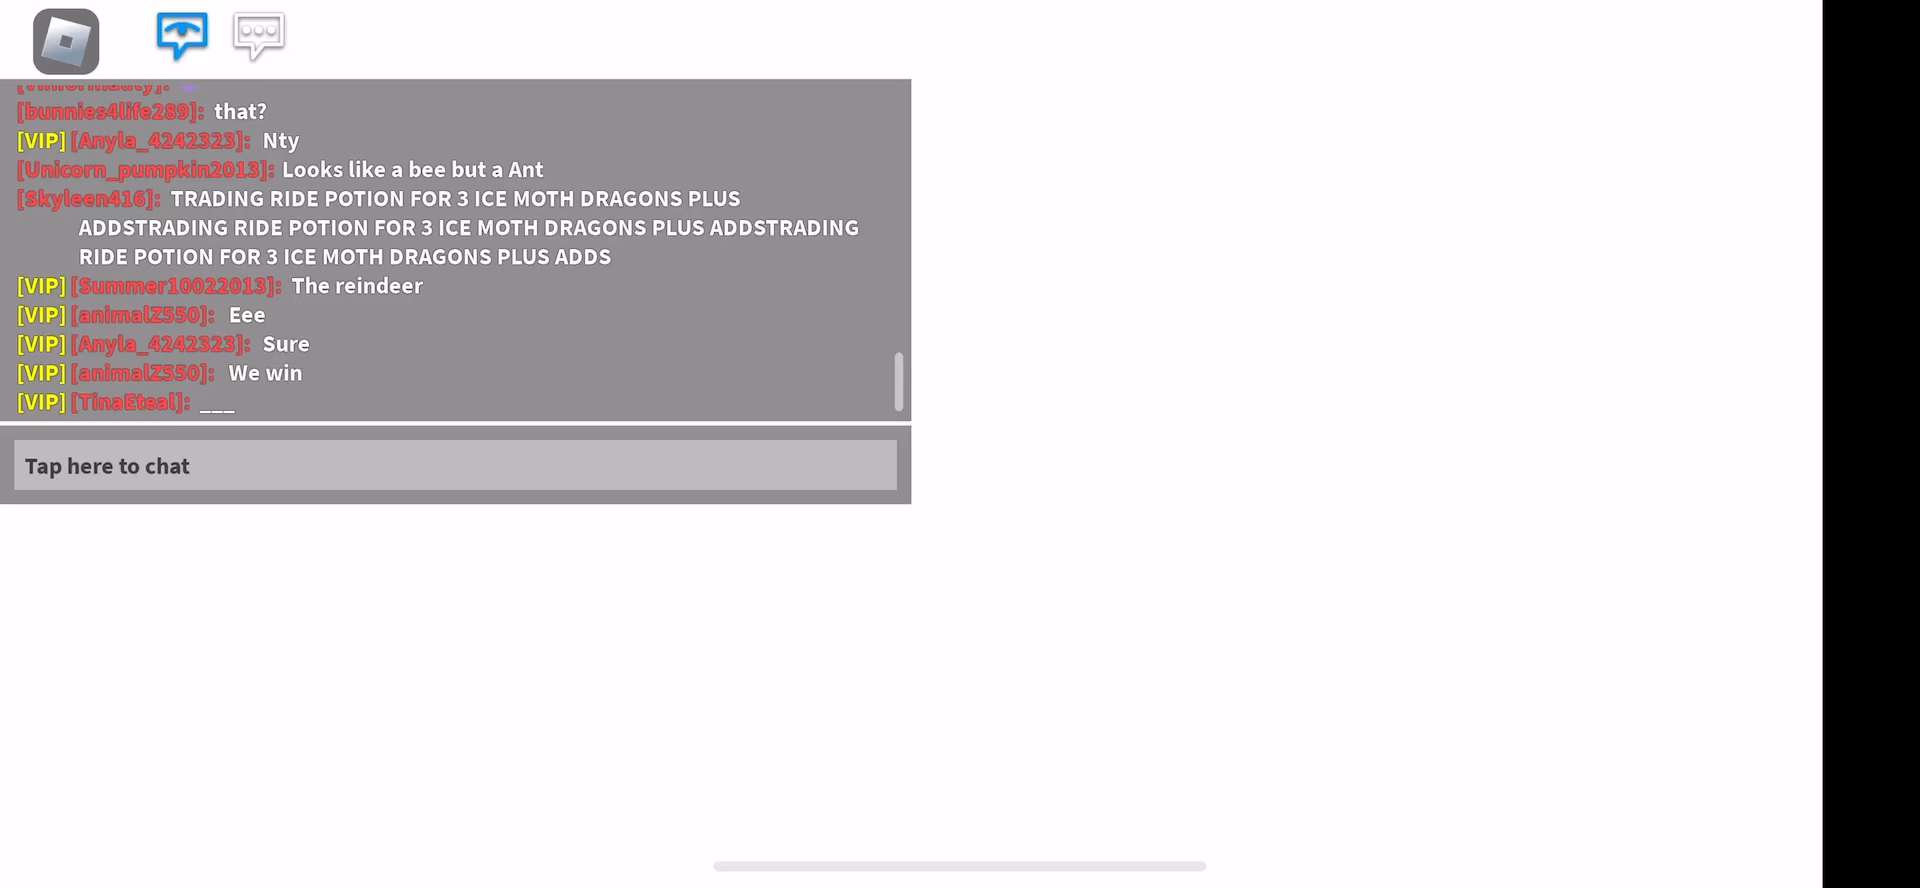 [bunnies4life289]: that?
[VIP] [Anyla_4242323]: Nty
[Unicorn_pumpkin2013]: Looks like a bee but a Ant
[Skyleen416]: TRADING RIDE POTION FOR 3 ICE MOTH DRAGONS PLUS
ADDSTRADING RIDE POTION FOR 3 ICE MOTH DRAGONS PLUS ADDSTRADING
RIDE POTION FOR 3 ICE MOTH DRAGONS PLUS ADDS
[VIP] [Summer10022013]: The reindeer
[VIP] [animalZ550]: Eee
[VIP] [Anyla_4242323]: Sure
[VIP] [animalZ550]: We win
[VIP] [TinaEteal]: ___
Tap here to chat